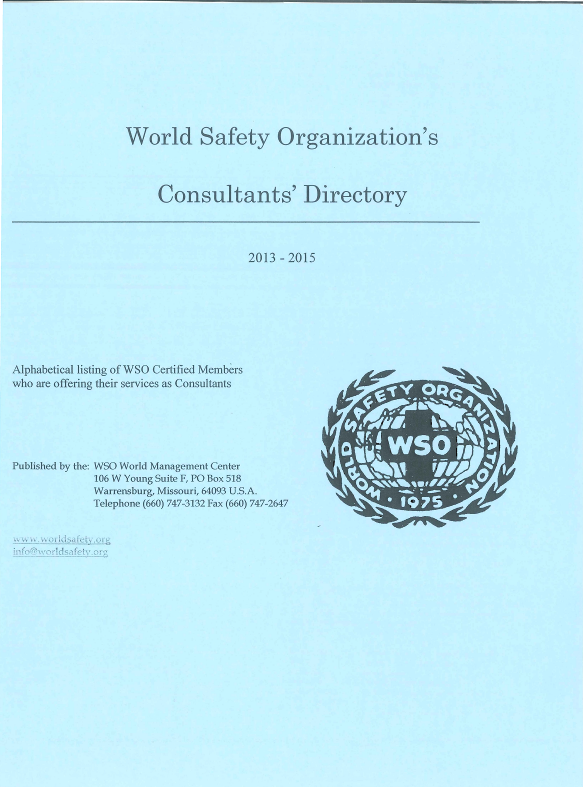 World Safety Organization's
Consultants' Directory
2013 - 2015
Alphabetical listing of WSO Certified Members
who are offering their services as Consultants
WORLD SAFETY ORGANIZATION
WSO
· 1975 ·
Published by the: WSO World Management Center
106 W Young Suite F, PO Box 518
Warrensburg, Missouri, 64093 U.S.A.
Telephone (660) 747-3132 Fax (660) 747-2647
www.worldsafety.org
info@worldsafety.org